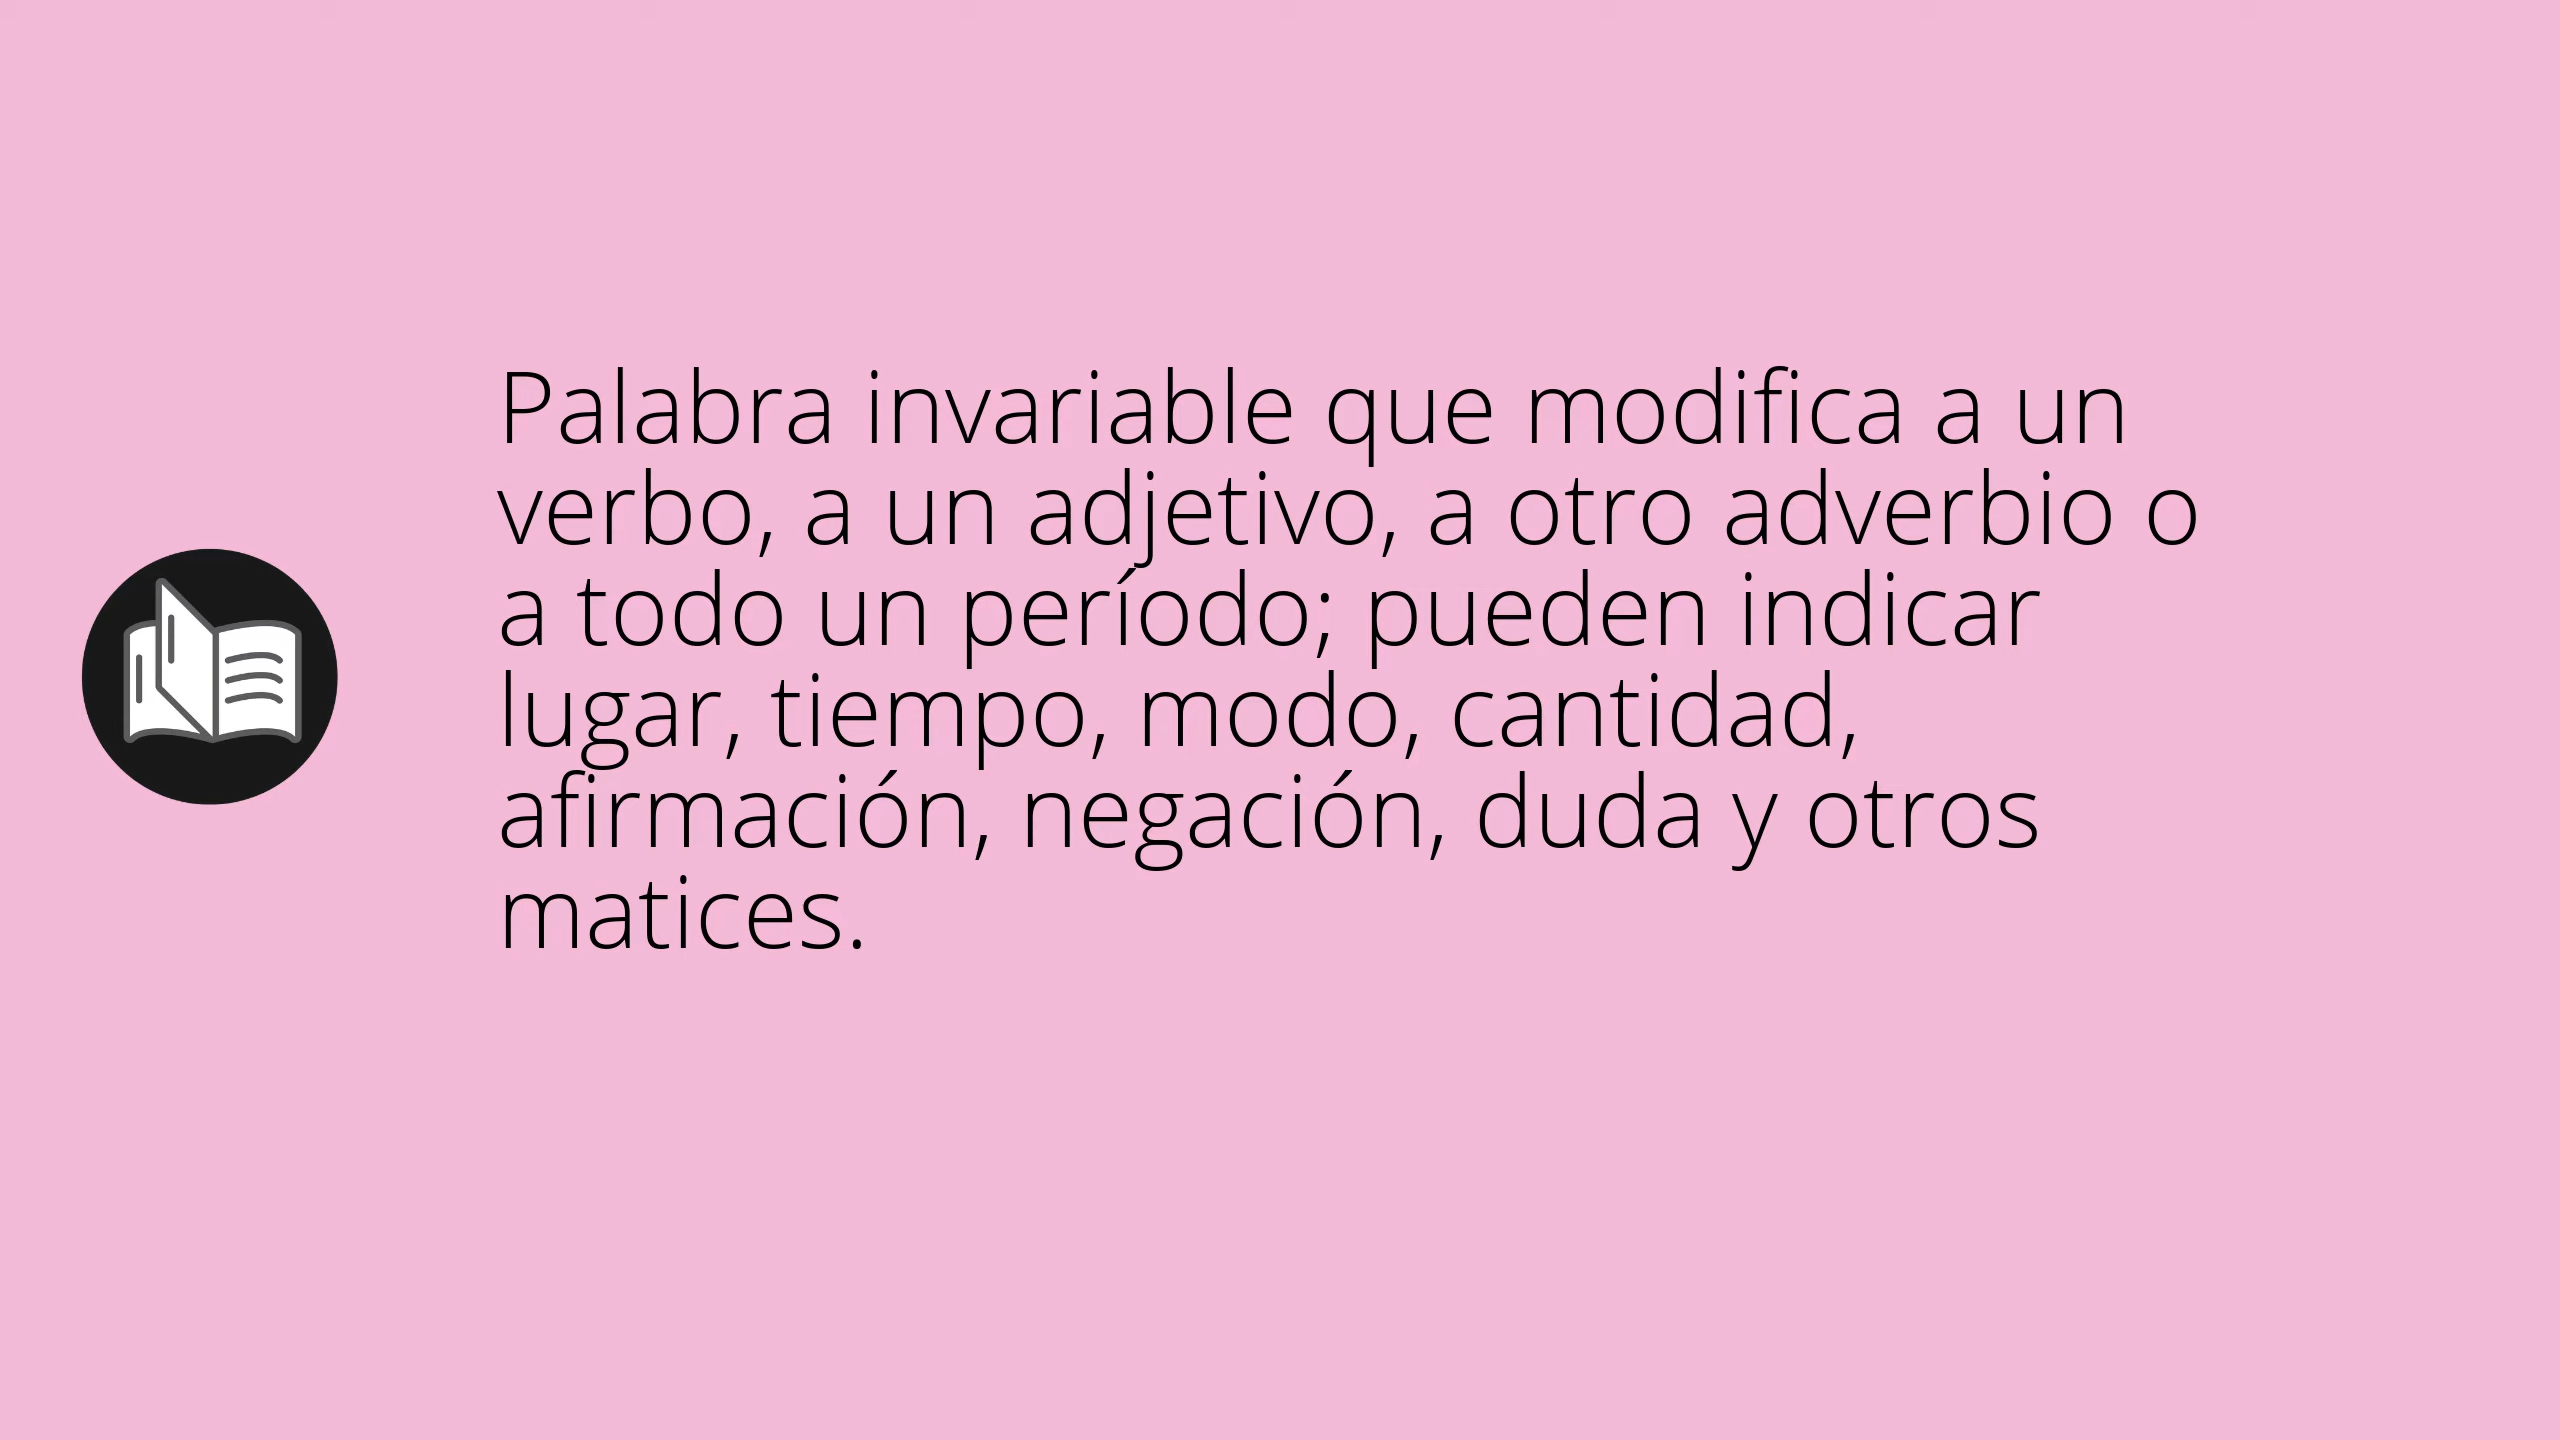 Palabra invariable que modifica a un
verbo, a un adjetivo, a otro adverbio o
a todo un período; pueden indicar
lugar, tiempo, modo, cantidad,
afirmación, negación, duda y otros
matices.